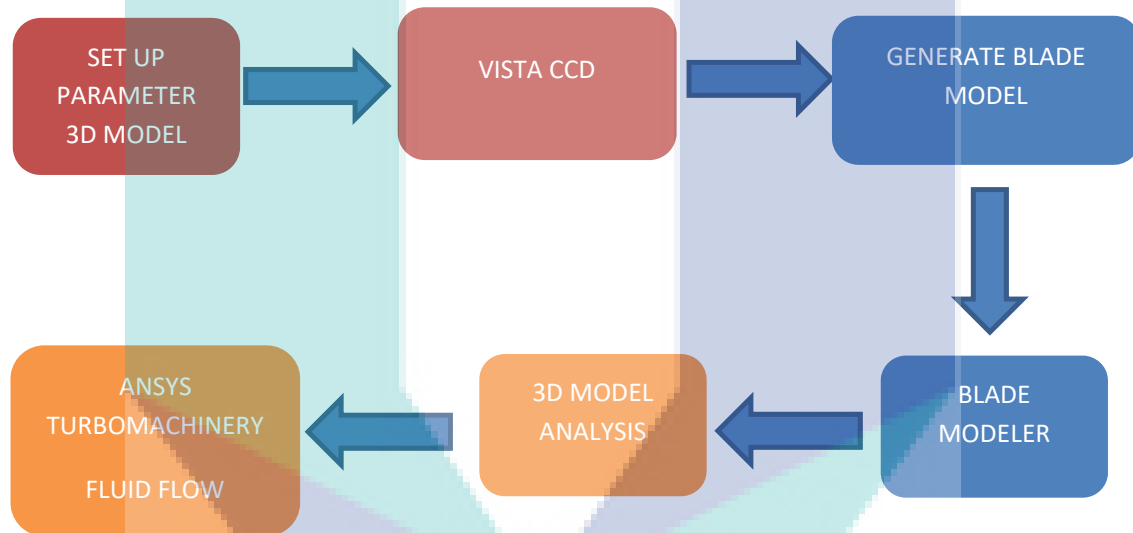 SET UP
PARAMETER
3D MODEL
VISTA CCD
GENERATE BLADE
MODEL
BLADE
MODELER
3D MODEL
ANALYSIS
ANSYS
TURBOMACHINERY
FLUID FLOW